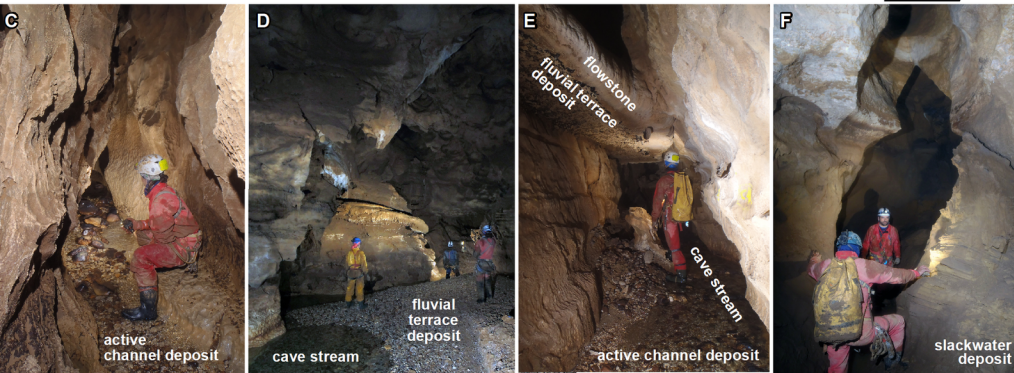 C
active
channel deposit
D
fluvial
terrace
deposit
cave stream
E
flowstone
fluvial terrace
deposit
cave stream
active channel deposit
F
slackwater
deposit